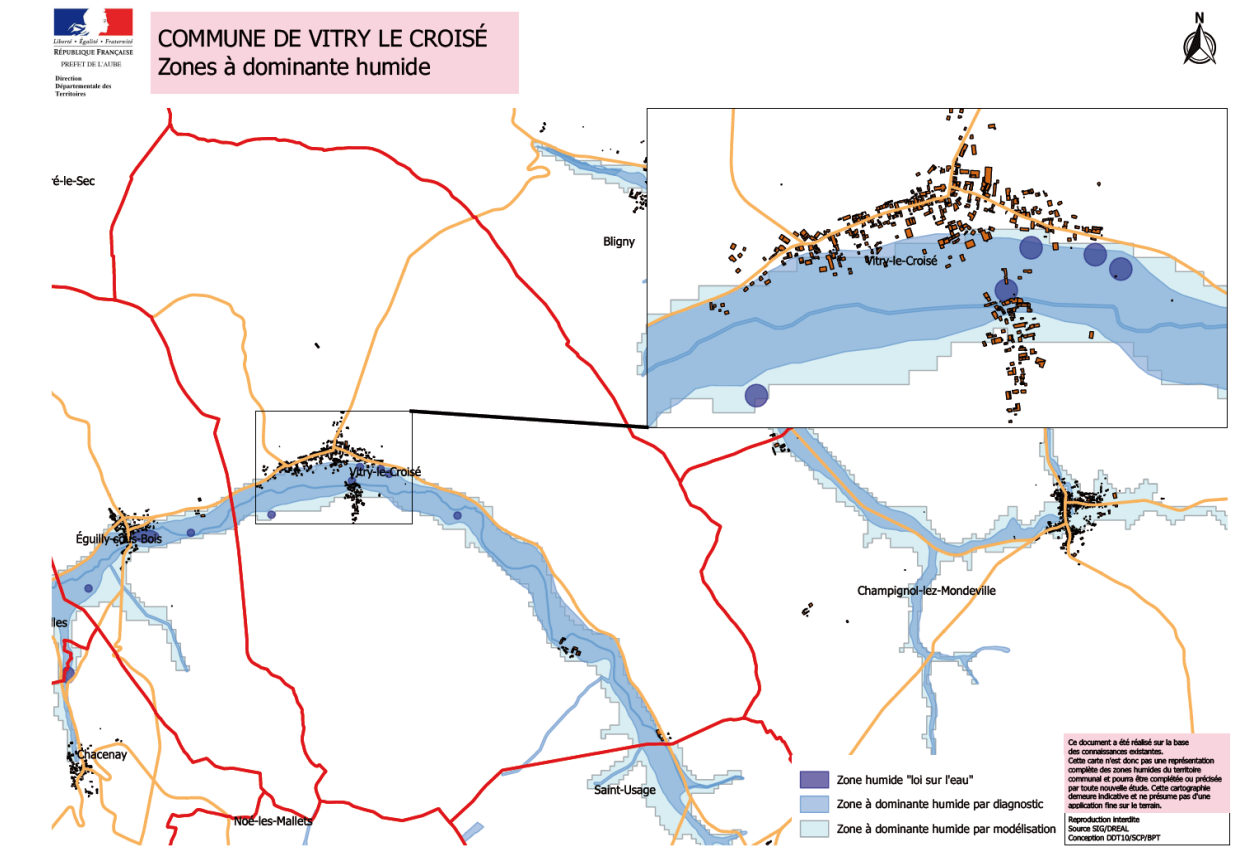 COMMUNE DE VITRY LE CROISÉ
Zones à dominante humide
Liberté • Égalité • Fraternité
RÉPUBLIQUE FRANÇAISE
PREFET DE L'AUBE
Direction
Départementale des
Territoires
N
ré-le-Sec
Bligny
Vitry-le-Croisé
Vitry-le-Croisé
Éguilly-sous-Bois
Champignol-lez-Mondeville
lles
Chacenay
Saint-Usage
Noé-les-Mallets
Zone humide "loi sur l'eau"
Zone à dominante humide par diagnostic
Zone à dominante humide par modélisation
Ce document a été réalisé sur la base
des connaissances existantes.
Cette carte n'est donc pas une représentation
complète des zones humides du territoire
communal et pourra être complétée ou précisée
par toute nouvelle étude. Cette cartographie
demeure indicative et ne présume pas d'une
application fine sur le terrain.
Reproduction interdite
Source SIG/DREAL
Conception DDT10/SCP/BPT